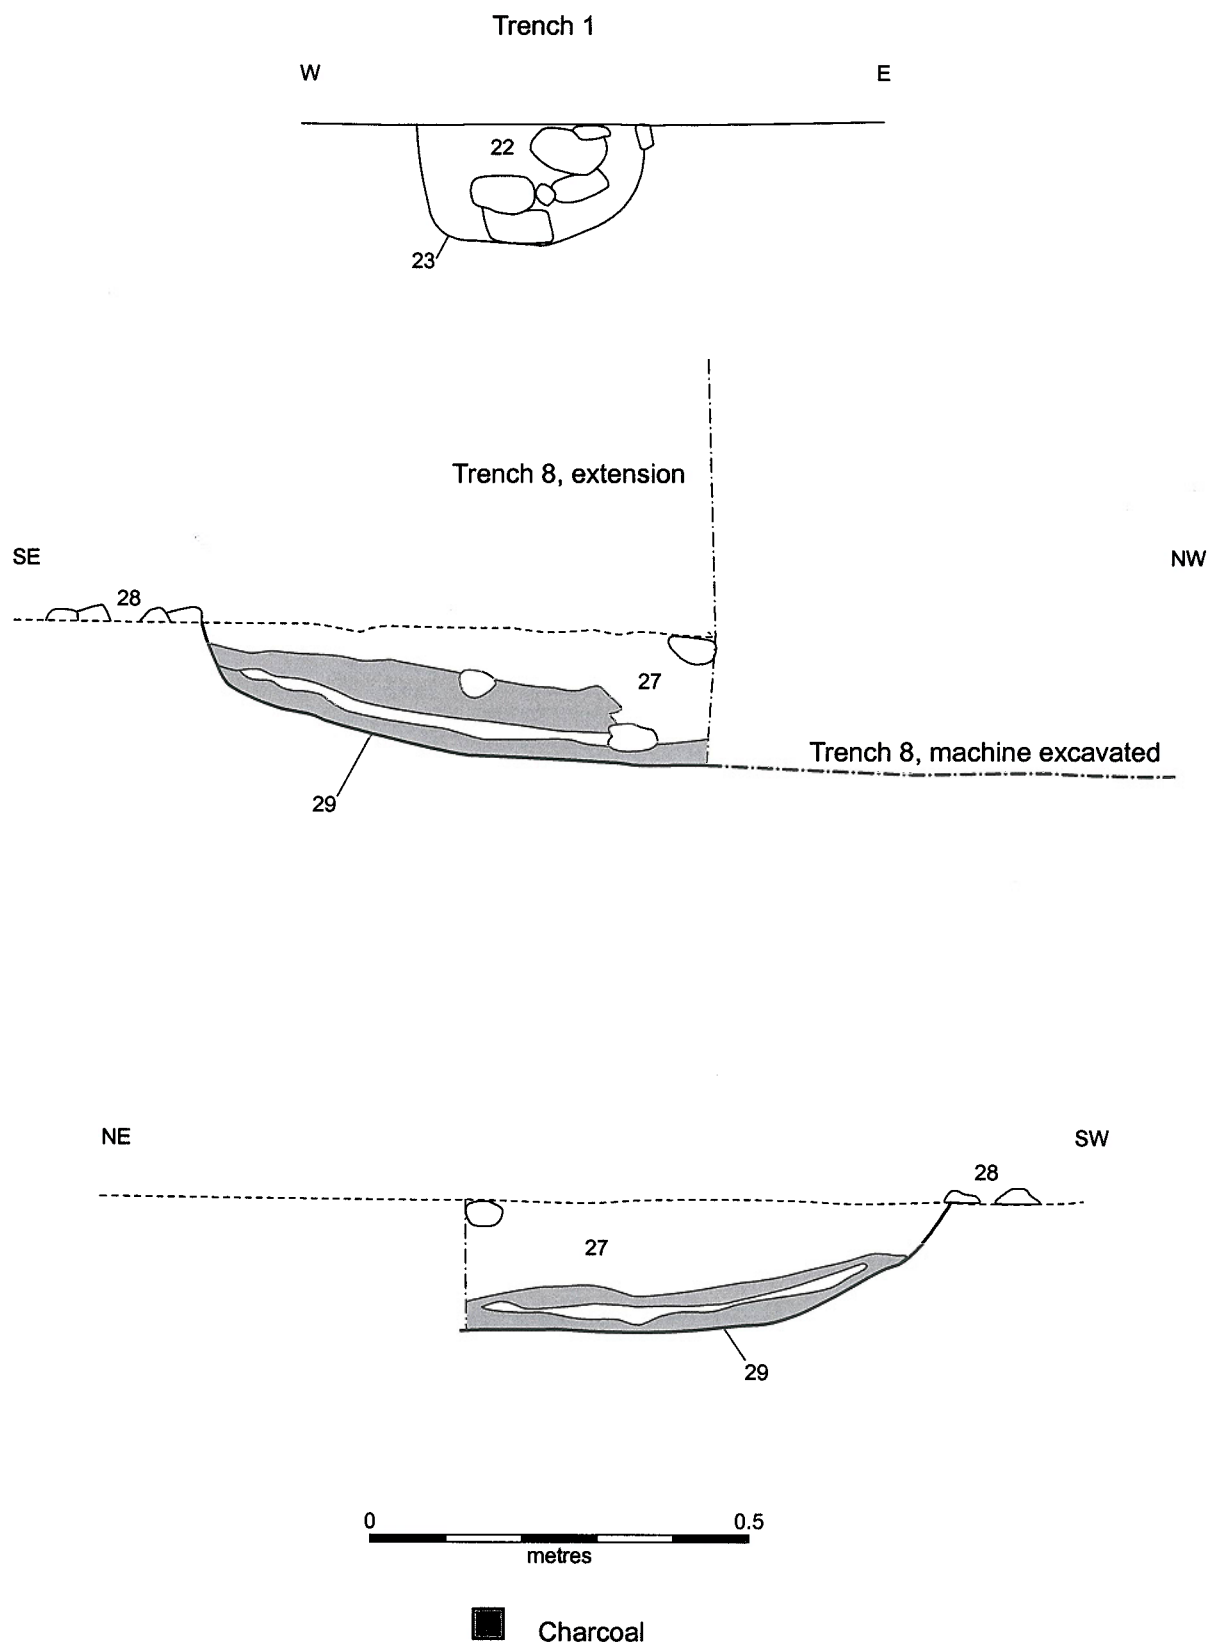 Trench 1
W E
22
23
Trench 8, extension
SE NW
28
27
Trench 8, machine excavated
29
NE SW
28
27
29
0 0.5
metres
Charcoal